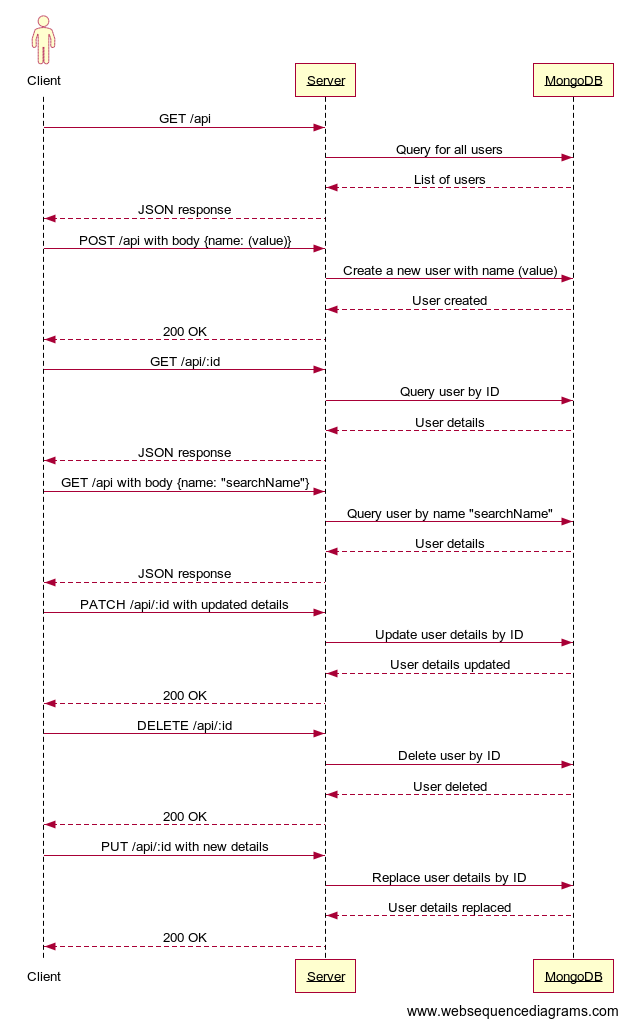 Client
Server
MongoDB
GET /api
Query for all users
List of users
JSON response
POST /api with body {name: (value)}
Create a new user with name (value)
User created
200 OK
GET /api/:id
Query user by ID
User details
JSON response
GET /api with body {name: "searchName"}
Query user by name "searchName"
User details
JSON response
PATCH /api/:id with updated details
Update user details by ID
User details updated
200 OK
DELETE /api/:id
Delete user by ID
User deleted
200 OK
PUT /api/:id with new details
Replace user details by ID
User details replaced
200 OK
Client
Server
MongoDB
www.websequencediagrams.com